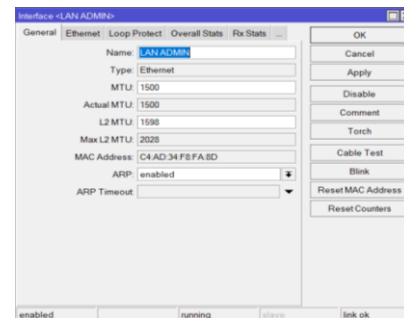 Interface <LAN ADMIN>
General Ethernet Loop Protect Overall Stats Rx Stats ...
Name: LAN ADMIN
Type: Ethernet
MTU: 1500
Actual MTU: 1500
L2 MTU: 1598
Max L2 MTU: 2028
MAC Address: C4:AD:34:F8:FA:8D
ARP: enabled
ARP Timeout:
OK
Cancel
Apply
Disable
Comment
Torch
Cable Test
Blink
Reset MAC Address
Reset Counters
enabled running slave link ok